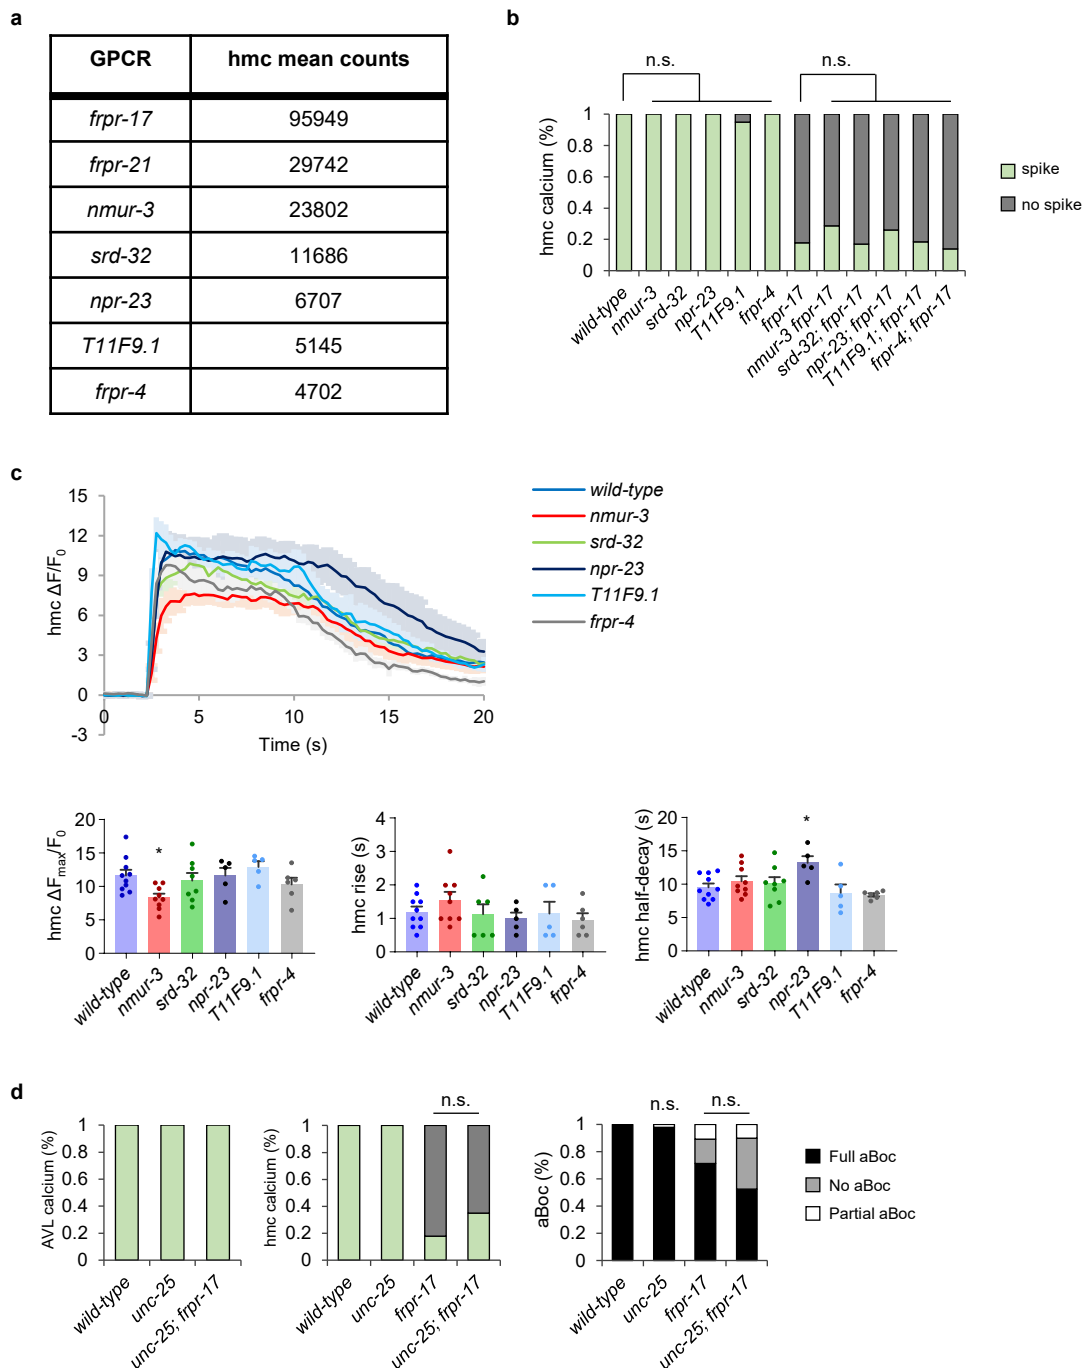 a
GPCR hmc mean counts
frpr-17 95949
frpr-21 29742
nmur-3 23802
srd-32 11686
npr-23 6707
T11F9.1 5145
frpr-4 4702
b
n.s. n.s.
hmc calcium (%)
1
0.8
0.6
0.4
0.2
0
spike
no spike
wild-type
nmur-3
srd-32
npr-23
T11F9.1
frpr-4
frpr-17
nmur-3 frpr-17
srd-32; frpr-17
npr-23; frpr-17
T11F9.1; frpr-17
frpr-4; frpr-17
c
hmc ΔF/F0
15
12
9
6
3
0
-3
0 5 10 15 20
Time (s)
wild-type
nmur-3
srd-32
npr-23
T11F9.1
frpr-4
hmc ΔFmax/F0
20
15
10
5
0
*
wild-type
nmur-3
srd-32
npr-23
T11F9.1
frpr-4
hmc rise (s)
4
3
2
1
0
wild-type
nmur-3
srd-32
npr-23
T11F9.1
frpr-4
hmc half-decay (s)
20
15
10
5
0
*
wild-type
nmur-3
srd-32
npr-23
T11F9.1
frpr-4
d
AVL calcium (%)
1
0.8
0.6
0.4
0.2
0
wild-type
unc-25
unc-25; frpr-17
n.s.
hmc calcium (%)
1
0.8
0.6
0.4
0.2
0
wild-type
unc-25
frpr-17
unc-25; frpr-17
n.s. n.s.
aBoc (%)
1
0.8
0.6
0.4
0.2
0
wild-type
unc-25
frpr-17
unc-25; frpr-17
Full aBoc
No aBoc
Partial aBoc